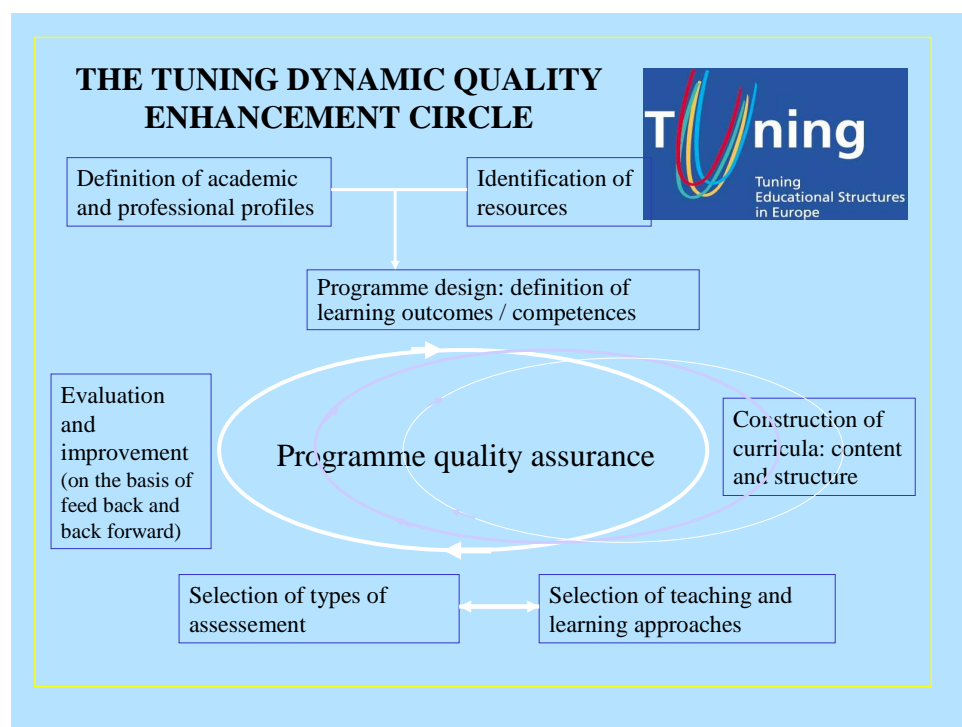 THE TUNING DYNAMIC QUALITY
ENHANCEMENT CIRCLE
TUning
Tuning
Educational Structures
in Europe
Definition of academic
and professional profiles
Identification of
resources
Programme design: definition of
learning outcomes / competences
Evaluation
and
improvement
(on the basis of
feed back and
back forward)
Programme quality assurance
Construction of
curricula: content
and structure
Selection of types of
assessement
Selection of teaching and
learning approaches